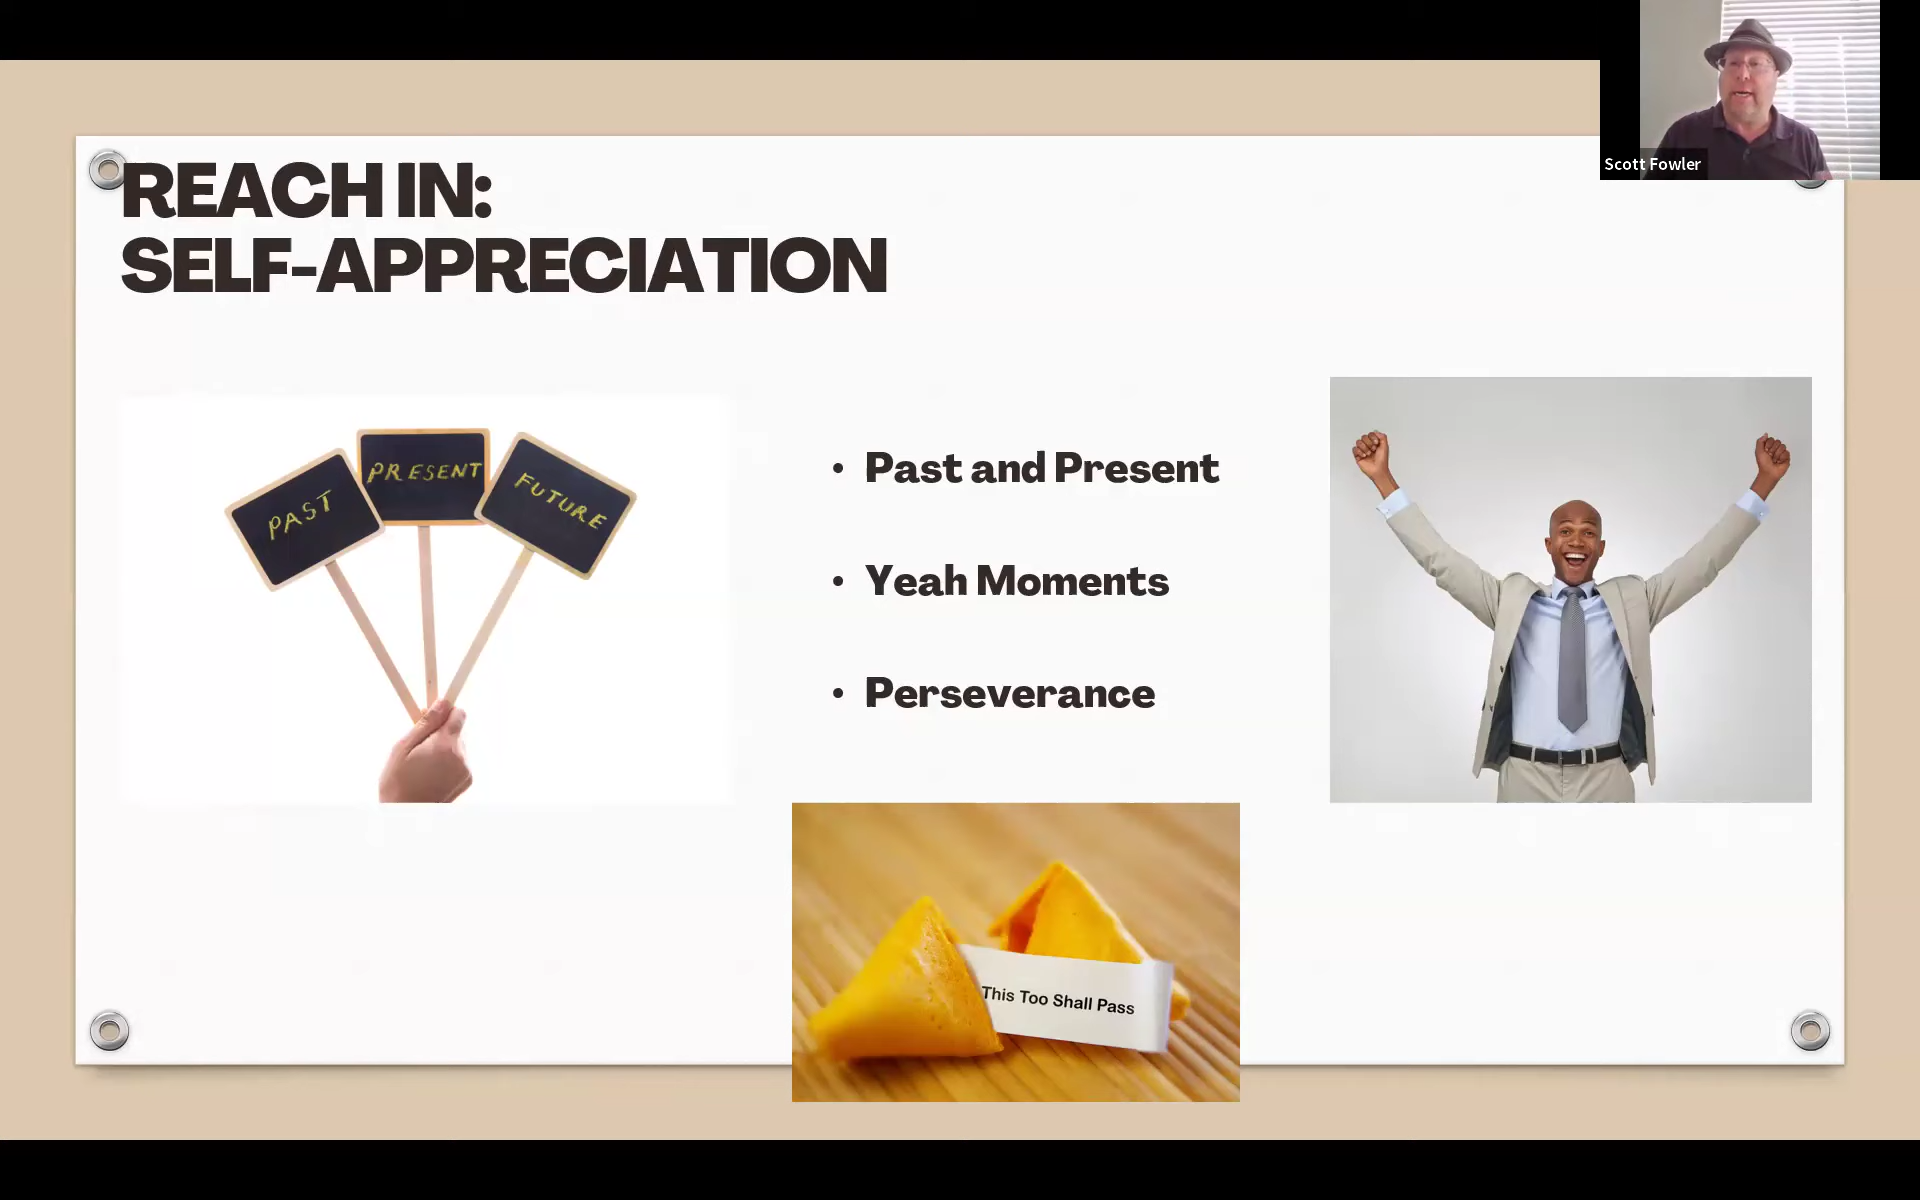 Scott Fowler
REACH IN:
SELF-APPRECIATION
PAST
PRESENT
FUTURE
• Past and Present
• Yeah Moments
• Perseverance
This Too Shall Pass